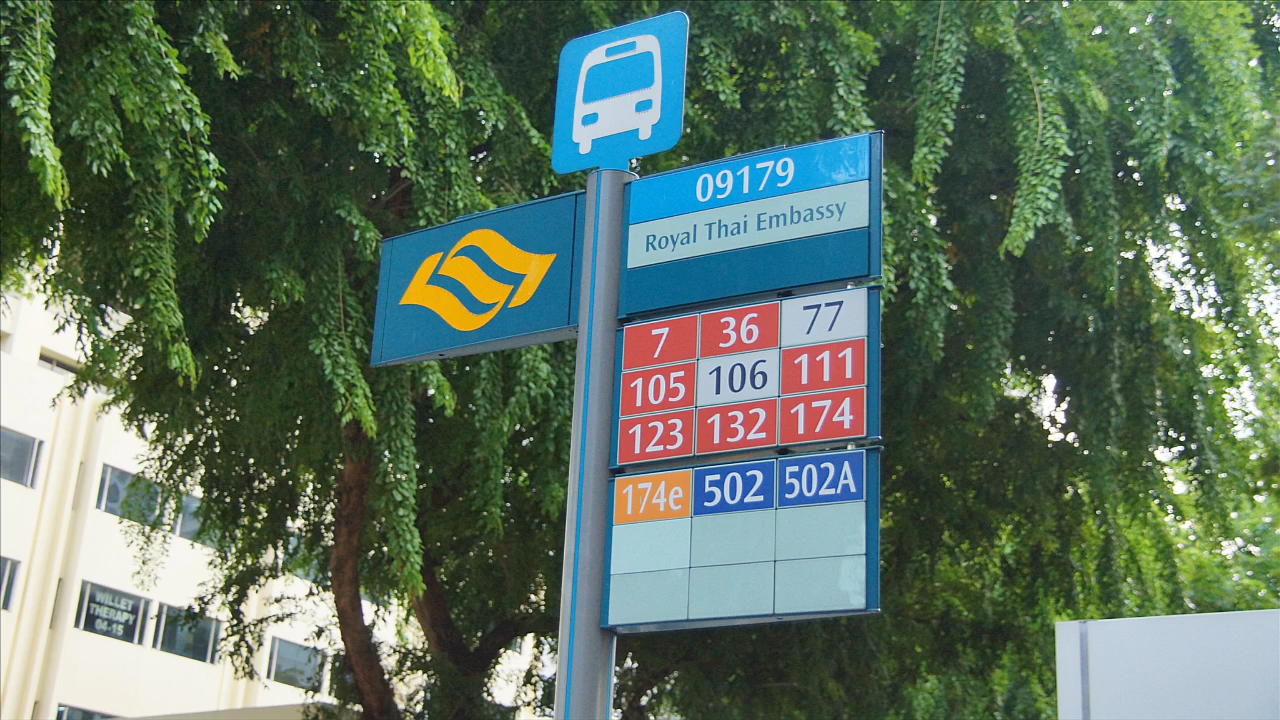 09179
Royal Thai Embassy
7 36 77
105 106 111
123 132 174
174e 502 502A
WILLET
THERAPY
04-15